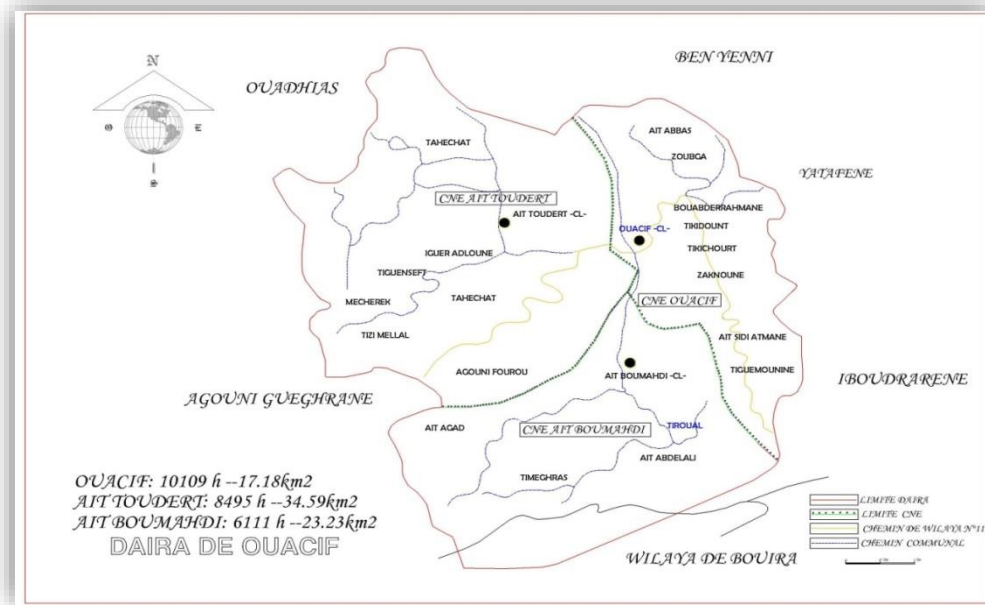 BEN YENNI
N
OUADHIAS
O
E
S
AIT ABBAS
TAHECHAT
ZOUBGA
YATAFENE
CNE AIT TOUDERT
BOUABDERRAHMANE
AIT TOUDERT -CL-
OUACIF -CL-
TIKIDOUNT
TIKICHOURT
IGUER ADLOUNE
TIGUENSEFT
ZAKNOUNE
MECHEREK
TAHECHAT
CNE OUACIF
TIZI MELLAL
AIT SIDI ATMANE
AGOUNI FOUROU
AIT BOUMAHDI -CL-
TIGUEMOUNINE
IBOUDRARENE
AGOUNI GUEGHRANE
AIT AGAD
CNE AIT BOUMAHDI
TIROUAL
AIT ABDELALI
TIMEGHRAS
OUACIF: 10109 h --17.18km2
AIT TOUDERT: 8495 h --34.59km2
AIT BOUMAHDI: 6111 h --23.23km2
DAIRA DE OUACIF
LIMITE DAIRA
LIMITE CNE
CHEMIN DE WILAYA N°11
CHEMIN COMMUNAL
WILAYA DE BOUIRA